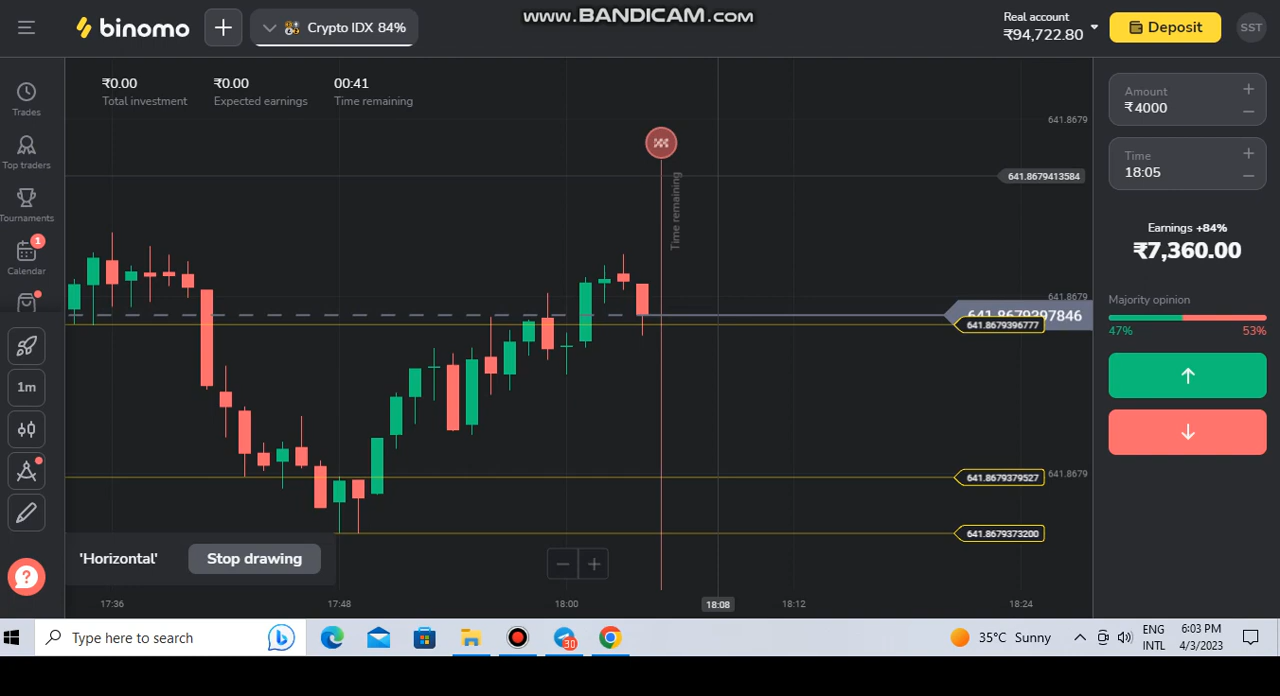 www.BANDICAM.com
binomo
Crypto IDX 84%
Real account
₹94,722.80
Deposit
SST
Trades
Top traders
Tournaments
1
Calendar
1m
₹0.00
Total investment
₹0.00
Expected earnings
00:41
Time remaining
Time remaining
641.8679
641.8679413584
641.8679
641.8679397846
641.8679396777
641.8679
641.8679379527
641.8679373200
Amount
₹4000
Time
18:05
Earnings +84%
₹7,360.00
Majority opinion
47%
53%
'Horizontal'
Stop drawing
17:36
17:48
18:00
18:08
18:12
18:24
Type here to search
30
35°C Sunny
ENG
INTL
6:03 PM
4/3/2023